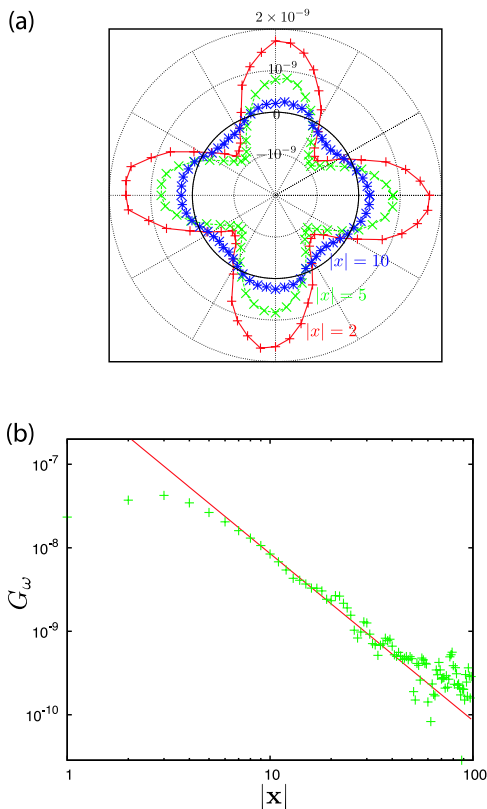 (a)
2 × 10⁻⁹
10⁻⁹
0
−10⁻⁹
|x| = 10
|x| = 5
|x| = 2
(b)
10⁻⁷
10⁻⁸
10⁻⁹
10⁻¹⁰
G_ω
1
10
100
|x|